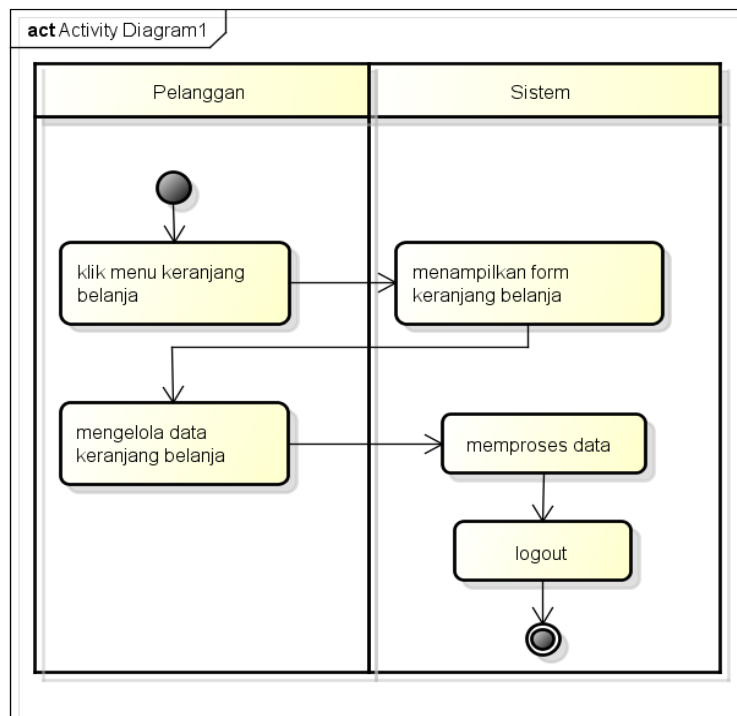 act Activity Diagram1
Pelanggan
Sistem
klik menu keranjang
belanja
menampilkan form
keranjang belanja
mengelola data
keranjang belanja
memproses data
logout